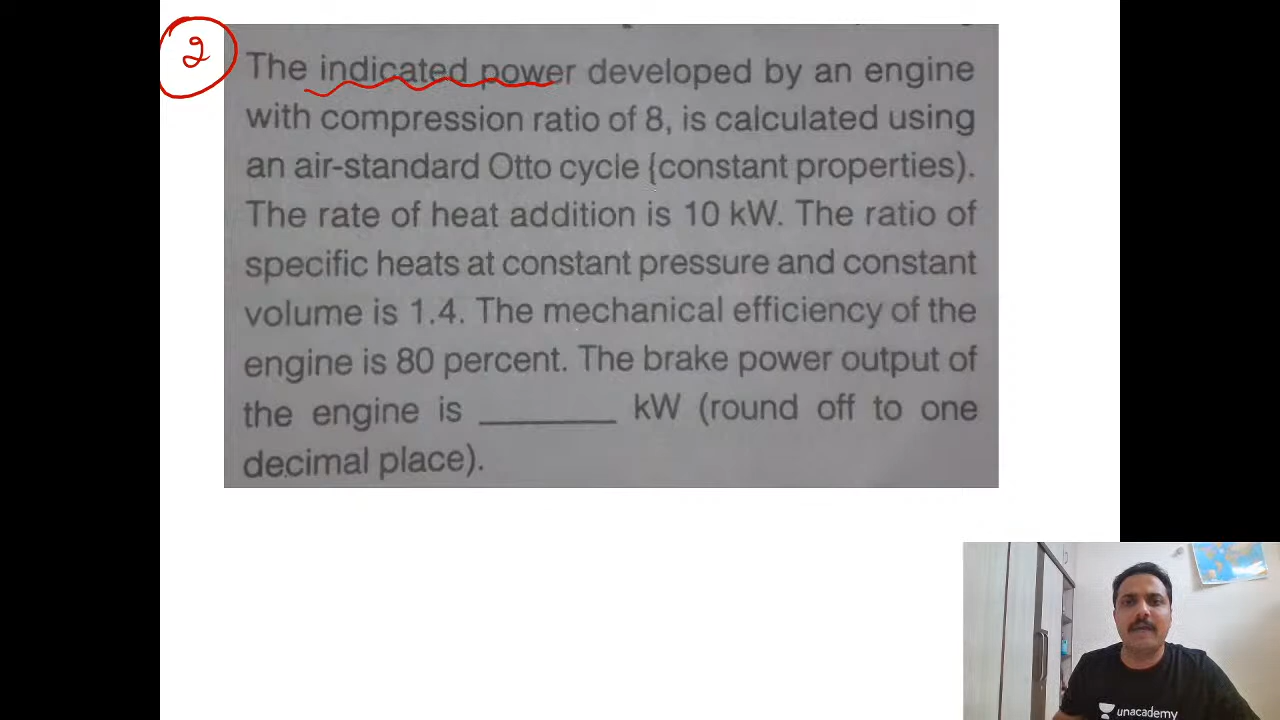 2
The indicated power developed by an engine
with compression ratio of 8, is calculated using
an air-standard Otto cycle {constant properties).
The rate of heat addition is 10 kW. The ratio of
specific heats at constant pressure and constant
volume is 1.4. The mechanical efficiency of the
engine is 80 percent. The brake power output of
the engine is ________ kW (round off to one
decimal place).
unacademy